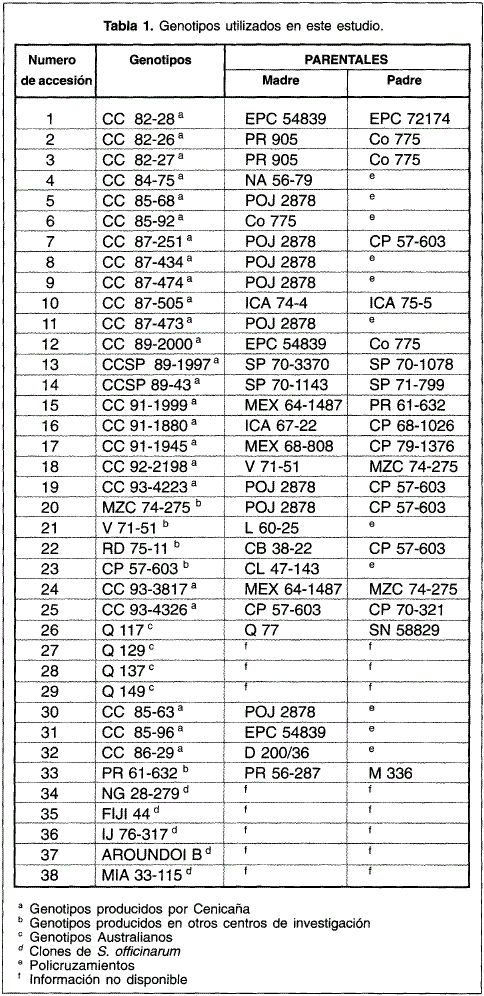 Tabla 1. Genotipos utilizados en este estudio.
Numero de accesión Genotipos PARENTALES
Madre Padre
1 CC 82-28 a EPC 54839 EPC 72174
2 CC 82-26 a PR 905 Co 775
3 CC 82-27 a PR 905 Co 775
4 CC 84-75 a NA 56-79 e
5 CC 85-68 a POJ 2878 e
6 CC 85-92 a Co 775 e
7 CC 87-251 a POJ 2878 CP 57-603
8 CC 87-434 a POJ 2878 e
9 CC 87-474 a POJ 2878 e
10 CC 87-505 a ICA 74-4 ICA 75-5
11 CC 87-473 a POJ 2878 e
12 CC 89-2000 a EPC 54839 Co 775
13 CCSP 89-1997 a SP 70-3370 SP 70-1078
14 CCSP 89-43 a SP 70-1143 SP 71-799
15 CC 91-1999 a MEX 64-1487 PR 61-632
16 CC 91-1880 a ICA 67-22 CP 68-1026
17 CC 91-1945 a MEX 68-808 CP 79-1376
18 CC 92-2198 a V 71-51 MZC 74-275
19 CC 93-4223 a POJ 2878 CP 57-603
20 MZC 74-275 b POJ 2878 CP 57-603
21 V 71-51 b L 60-25 e
22 RD 75-11 b CB 38-22 CP 57-603
23 CP 57-603 b CL 47-143 e
24 CC 93-3817 a MEX 64-1487 MZC 74-275
25 CC 93-4326 a CP 57-603 CP 70-321
26 Q 117 c Q 77 SN 58829
27 Q 129 c f f
28 Q 137 c f f
29 Q 149 c f f
30 CC 85-63 a POJ 2878 e
31 CC 85-96 a EPC 54839 e
32 CC 86-29 a D 200/36 e
33 PR 61-632 b PR 56-287 M 336
34 NG 28-279 d f f
35 FIJI 44 d f f
36 IJ 76-317 d f f
37 AROUNDOI B d f f
38 MIA 33-115 d f f
a Genotipos producidos por Cenicaña
b Genotipos producidos en otros centros de investigación
c Genotipos Australianos
d Clones de S. officinarum
e Policruzamientos
f Información no disponible